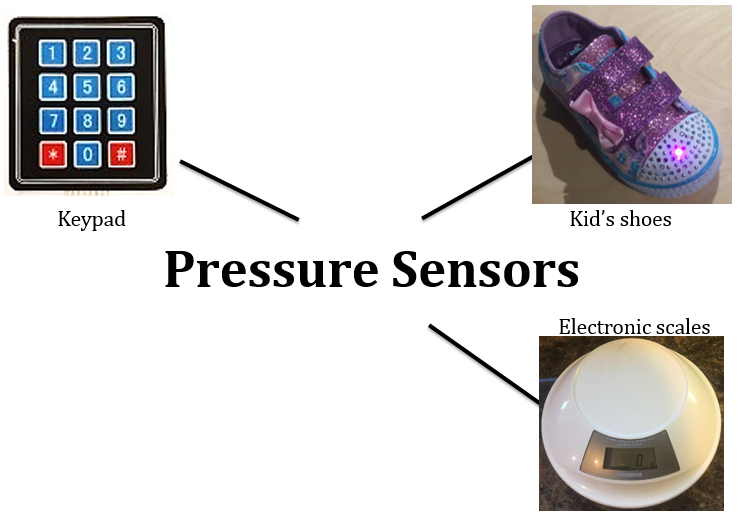 1 2 3
4 5 6
7 8 9
* 0 #
Keypad
Kid's shoes
Pressure Sensors
Electronic scales
0